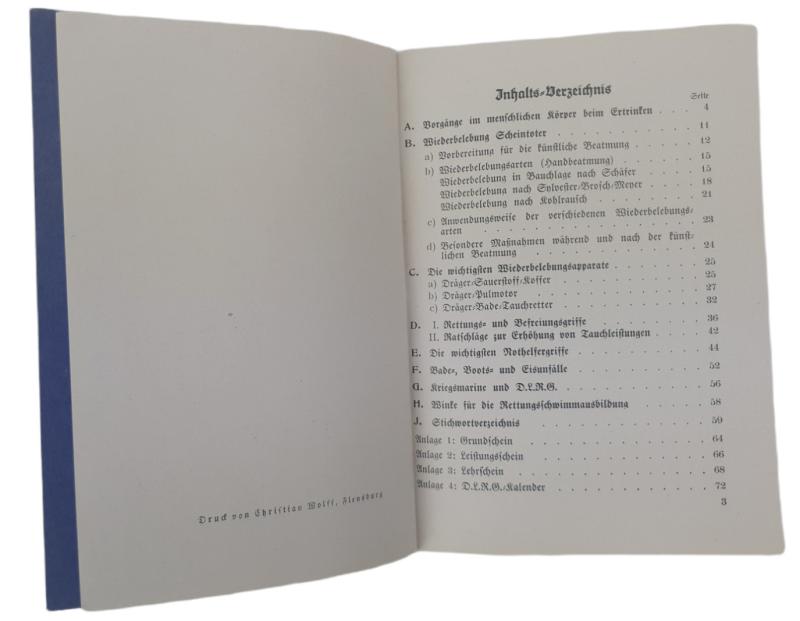 Druck von Christian Wolff, Flensburg
Inhalts-Verzeichnis
Seite
A. Vorgänge im menschlichen Körper beim Ertrinken . . . 4
B. Wiederbelebung Scheintoter . . . . . . . . . 11
a) Vorbereitung für die künstliche Beatmung . . . . . 12
b) Wiederbelebungsarten (Handbeatmung) . . . . . . 15
Wiederbelebung in Bauchlage nach Schäfer . . . . 15
Wiederbelebung nach Sylvester/Brosch/Meyer . . . . 18
Wiederbelebung nach Kohlrausch . . . . . . . 21
c) Anwendungsweise der verschiedenen Wiederbelebungs-
arten . . . . . . . . . . . . . 23
d) Besondere Maßnahmen während und nach der künst-
lichen Beatmung . . . . . . . . . . 24
C. Die wichtigsten Wiederbelebungsapparate . . . . . . 25
a) Dräger/Sauerstoff/Koffer . . . . . . . . . 25
b) Dräger/Pulmotor . . . . . . . . . . 27
c) Dräger/Bade/Tauchretter . . . . . . . . . 32
D. I. Rettungs- und Befreiungsgriffe . . . . . . . 36
II. Ratschläge zur Erhöhung von Tauchleistungen . . . . 42
E. Die wichtigsten Nothelfergriffe . . . . . . . . 44
F. Bade-, Boots- und Eisunfälle . . . . . . . . . 52
G. Kriegsmarine und D.L.R.G. . . . . . . . . . 56
H. Winke für die Rettungsschwimmausbildung . . . . . 58
J. Stichwortverzeichnis . . . . . . . . . . 59
Anlage 1: Grundschein . . . . . . . . . . 64
Anlage 2: Leistungsschein . . . . . . . . . 66
Anlage 3: Lehrschein . . . . . . . . . . 68
Anlage 4: D.L.R.G./Kalender . . . . . . . . . 72
3